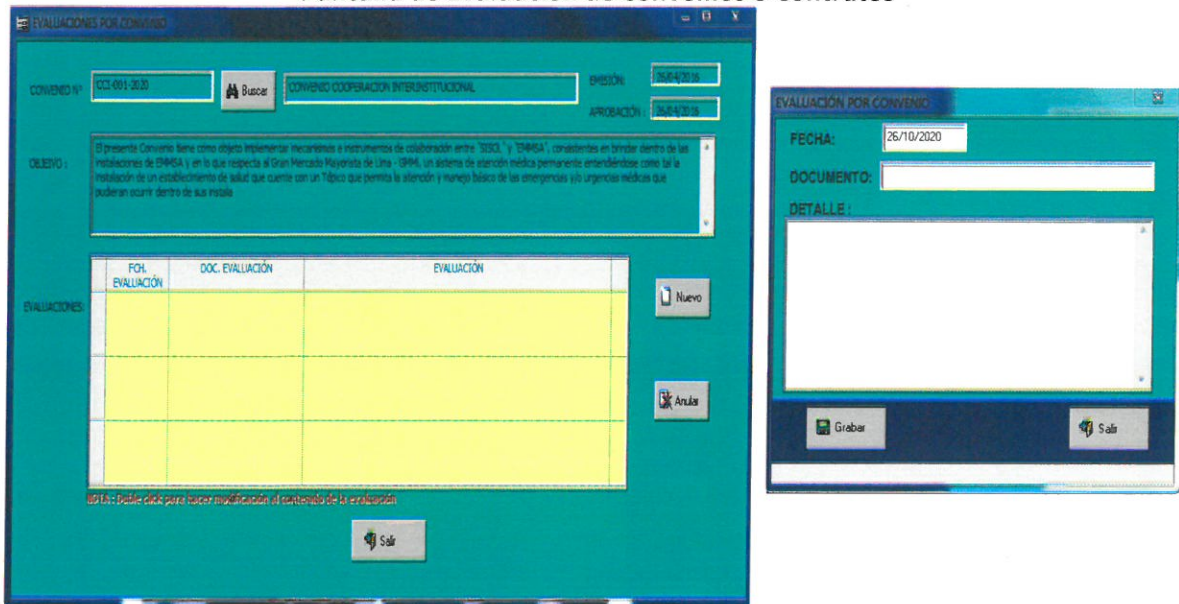 EVALUACIONES POR CONVENIO
CONVENIO Nº
CCI-001-2020
Buscar
CONVENIO COOPERACION INTERINSTITUCIONAL
EMISIÓN:
26/04/2016
APROBACIÓN :
26/04/2016
OBJETIVO :
El presente Convenio tiene como objeto implementar mecanismos e instrumentos de colaboración entre "SISOL" y "EMMSA", consistentes en brindar dentro de las
instalaciones de EMMSA y en lo que respecta al Gran Mercado Mayorista de Lima - GMML, un sistema de atención médica permanente entendiéndose como tal la
instalación de un establecimiento de salud que cuente con un Tópico que permita la atención y manejo básico de las emergencias y/o urgencias médicas que
pudieran ocurrir dentro de sus instala
EVALUACIONES:
FCH. EVALUACIÓN
DOC. EVALUACIÓN
EVALUACIÓN
Nuevo
Anular
NOTA : Doble click para hacer modificación al contenido de la evaluación
Salir
EVALUACIÓN POR CONVENIO
FECHA:
26/10/2020
DOCUMENTO:
DETALLE :
Grabar
Salir